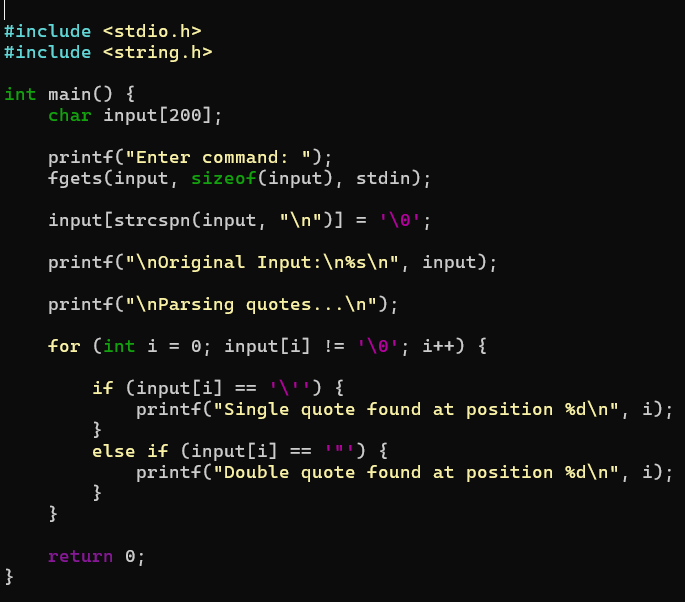 #include <stdio.h>
#include <string.h>

int main() {
    char input[200];

    printf("Enter command: ");
    fgets(input, sizeof(input), stdin);

    input[strcspn(input, "\n")] = '\0';

    printf("\nOriginal Input:\n%s\n", input);

    printf("\nParsing quotes...\n");

    for (int i = 0; input[i] != '\0'; i++) {

        if (input[i] == '\'') {
            printf("Single quote found at position %d\n", i);
        }
        else if (input[i] == '"') {
            printf("Double quote found at position %d\n", i);
        }
    }

    return 0;
}